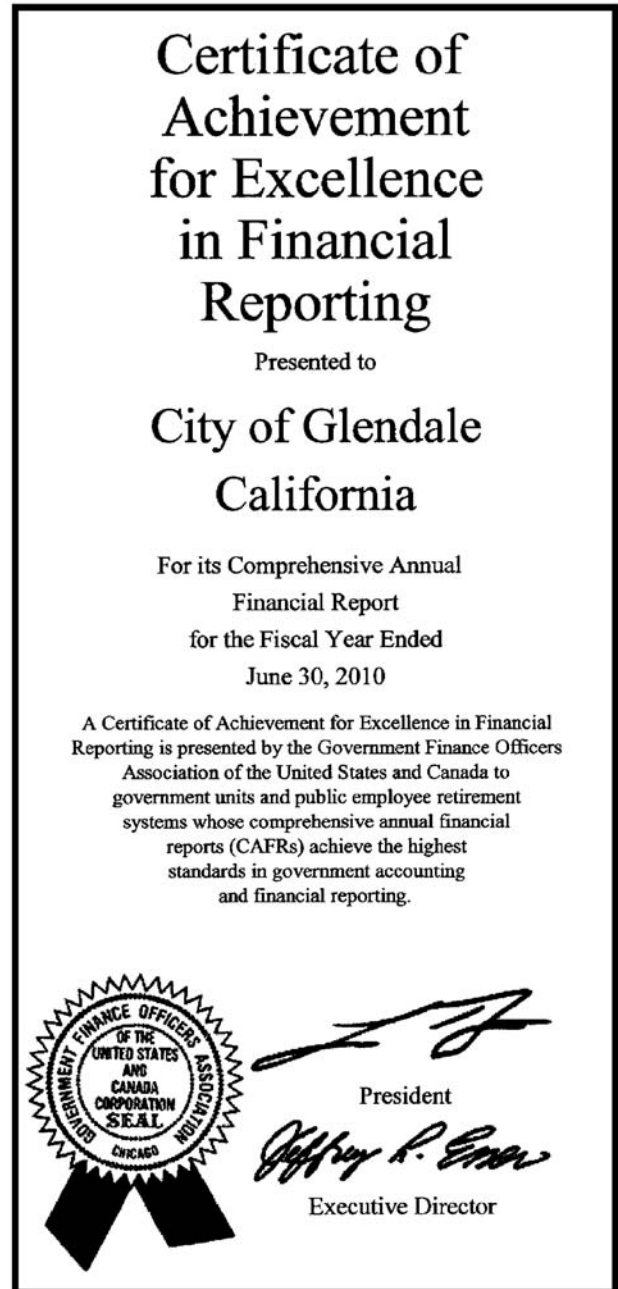 Certificate of
Achievement
for Excellence
in Financial
Reporting
Presented to
City of Glendale
California
For its Comprehensive Annual
Financial Report
for the Fiscal Year Ended
June 30, 2010
A Certificate of Achievement for Excellence in Financial
Reporting is presented by the Government Finance Officers
Association of the United States and Canada to
government units and public employee retirement
systems whose comprehensive annual financial
reports (CAFRs) achieve the highest
standards in government accounting
and financial reporting.
GOVERNMENT FINANCE OFFICERS ASSOCIATION
OF THE
UNITED STATES
AND
CANADA
CORPORATION
SEAL
CHICAGO
President
Jeffrey R.
Executive Director